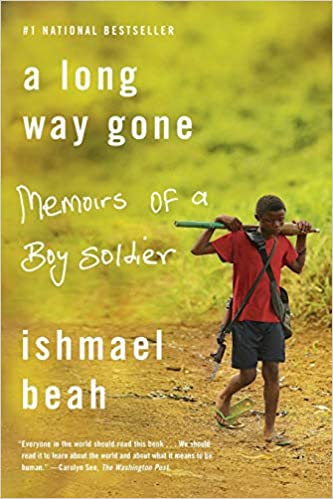 #1 NATIONAL BESTSELLER
a long
way gone
Memoirs of a
Boy Soldier
ishmael
beah
"Everyone in the world should read this book . . . We should
read it to learn about the world and about what it means to be
human." —Carolyn See, The Washington Post